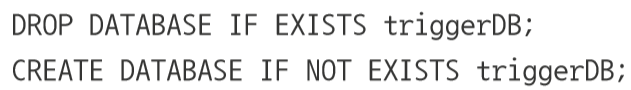 DROP DATABASE IF EXISTS triggerDB;
CREATE DATABASE IF NOT EXISTS triggerDB;